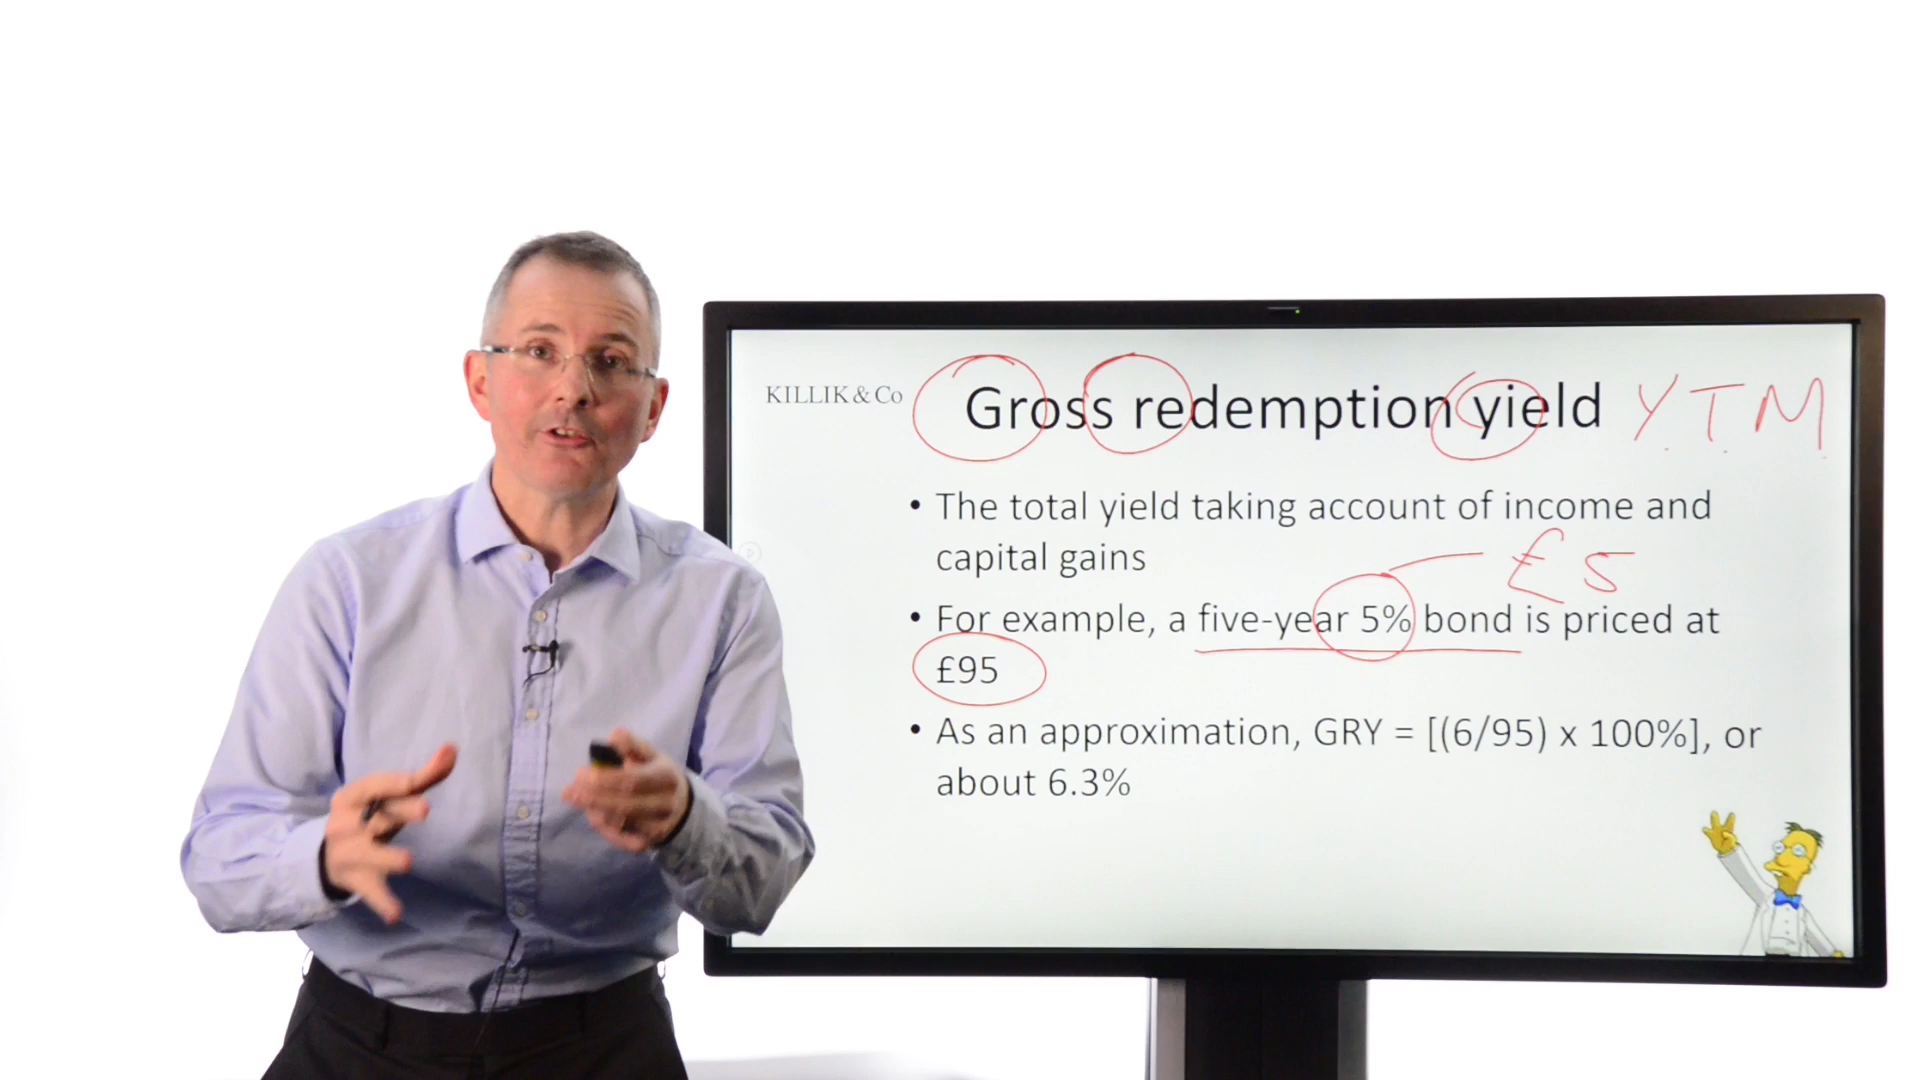 KILLIK & Co
Gross redemption yield YTM
• The total yield taking account of income and
capital gains
£5
• For example, a five-year 5% bond is priced at
£95
• As an approximation, GRY = [(6/95) x 100%], or
about 6.3%